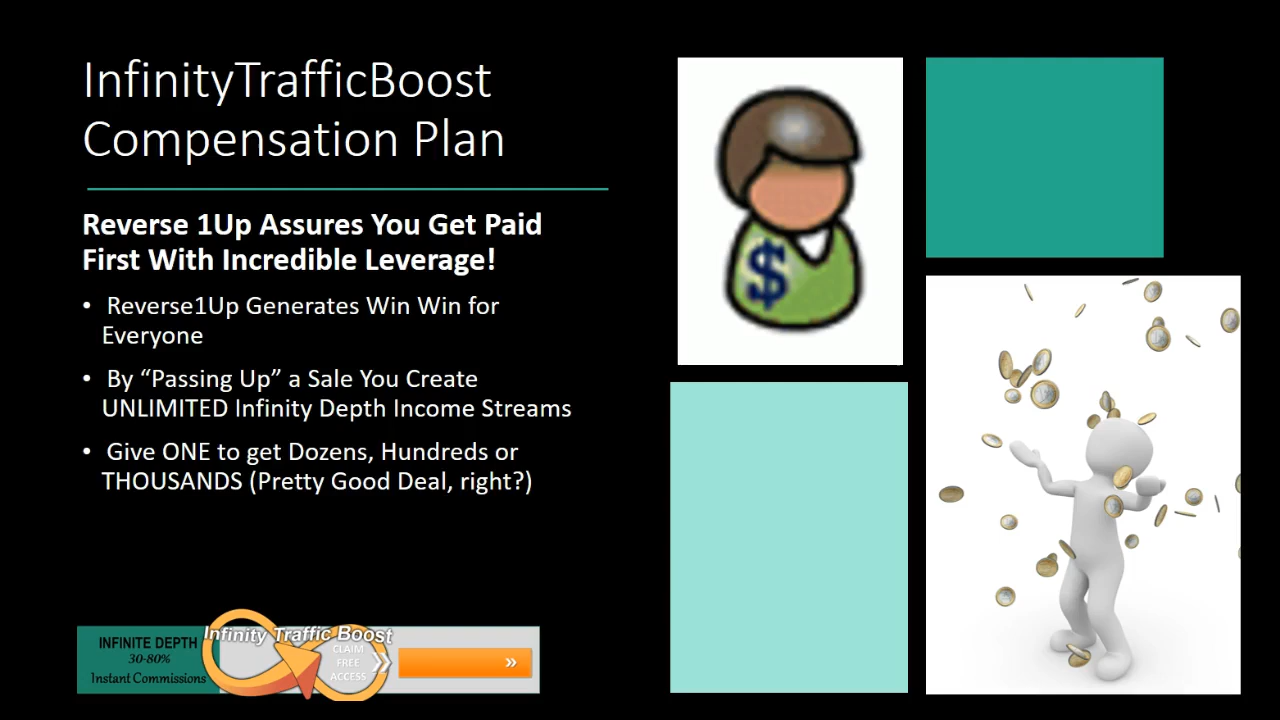 InfinityTrafficBoost
Compensation Plan
Reverse 1Up Assures You Get Paid
First With Incredible Leverage!
• Reverse1Up Generates Win Win for
Everyone
• By “Passing Up” a Sale You Create
UNLIMITED Infinity Depth Income Streams
• Give ONE to get Dozens, Hundreds or
THOUSANDS (Pretty Good Deal, right?)
$
INFINITE DEPTH
30-80%
Instant Commissions
Infinity Traffic Boost
CLAIM
FREE
ACCESS
»
»